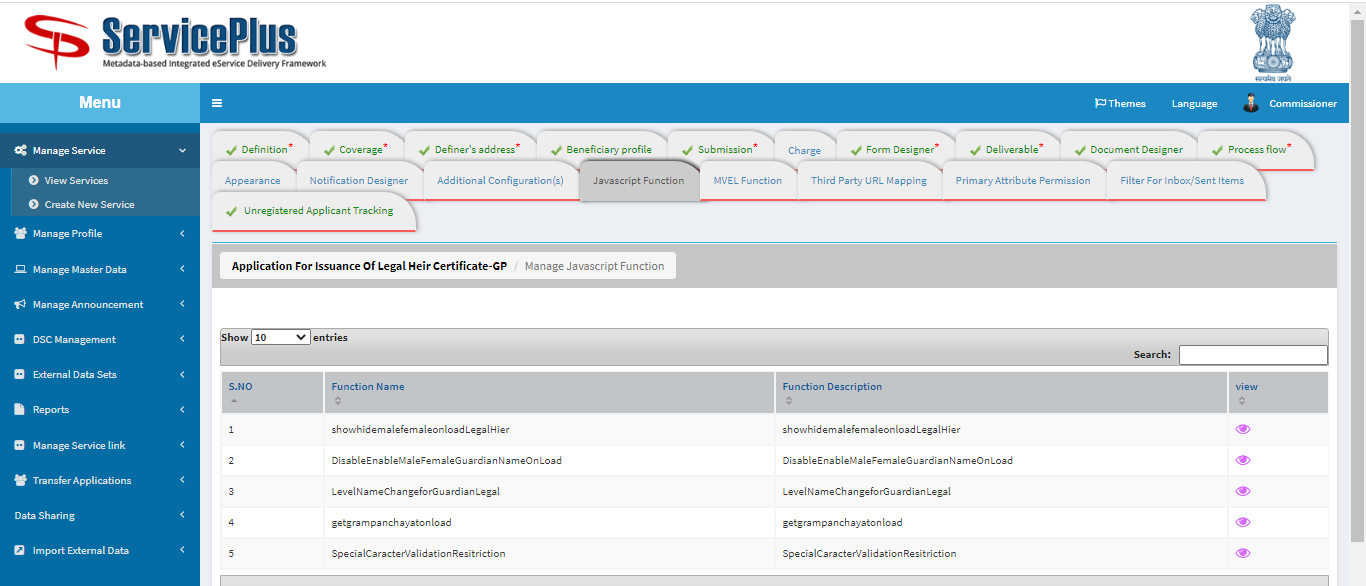 ServicePlus
Metadata-based Integrated eService Delivery Framework
सत्यमेव जयते
Menu
Themes Language Commissioner
Manage Service
View Services
Create New Service
Manage Profile
Manage Master Data
Manage Announcement
DSC Management
External Data Sets
Reports
Manage Service link
Transfer Applications
Data Sharing
Import External Data
Definition* Coverage* Definer's address* Beneficiary profile Submission* Charge Form Designer* Deliverable* Document Designer Process flow*
Appearance Notification Designer Additional Configuration(s) Javascript Function MVEL Function Third Party URL Mapping Primary Attribute Permission Filter For Inbox/Sent Items
Unregistered Applicant Tracking
Application For Issuance Of Legal Heir Certificate-GP / Manage Javascript Function
Show 10 entries
Search:
S.NO Function Name Function Description view
1 showhidemalefemaleonloadLegalHier showhidemalefemaleonloadLegalHier
2 DisableEnableMaleFemaleGuardianNameOnLoad DisableEnableMaleFemaleGuardianNameOnLoad
3 LevelNameChangeforGuardianLegal LevelNameChangeforGuardianLegal
4 getgrampanchayatonload getgrampanchayatonload
5 SpecialCaracterValidationResitriction SpecialCaracterValidationResitriction